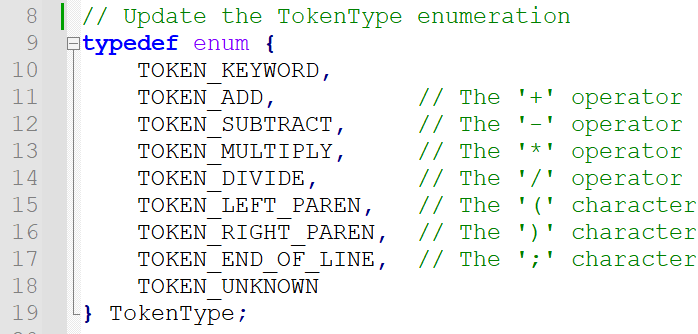 8 // Update the TokenType enumeration
9 typedef enum {
10     TOKEN_KEYWORD,
11     TOKEN_ADD,          // The '+' operator
12     TOKEN_SUBTRACT,     // The '-' operator
13     TOKEN_MULTIPLY,     // The '*' operator
14     TOKEN_DIVIDE,       // The '/' operator
15     TOKEN_LEFT_PAREN,   // The '(' character
16     TOKEN_RIGHT_PAREN,  // The ')' character
17     TOKEN_END_OF_LINE,  // The ';' character
18     TOKEN_UNKNOWN
19 } TokenType;